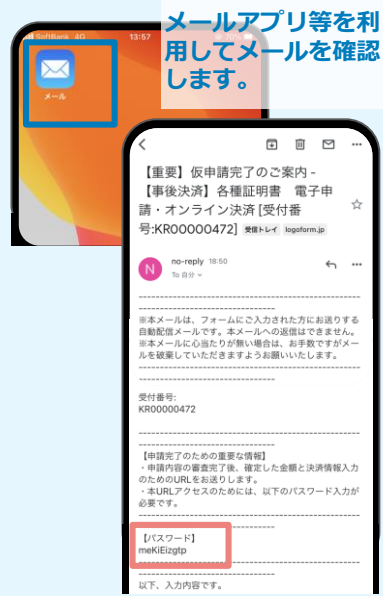 メールアプリ等を利
用してメールを確認
します。
SoftBank 4G
13:57
70%
メール
【重要】仮申請完了のご案内 -
【事後決済】各種証明書 電子申
請・オンライン決済 [受付番
号:KR00000472] 受信トレイ logoform.jp
N
no-reply 18:50
To 自分
------------------------------------------------------
---------------------------------
※本メールは、フォームにご入力された方にお送りする
自動配信メールです。本メールへの返信はできません。
※本メールに心当たりが無い場合は、お手数ですがメー
ルを破棄していただきますようお願いいたします。
------------------------------------------------------
---------------------------------
受付番号:
KR00000472
------------------------------------------------------
---------------------------------
【申請完了のための重要な情報】
・申請内容の審査完了後、確定した金額と決済情報入力
のためのURLをお送りします。
・本URLアクセスのためには、以下のパスワード入力が
必要です。
------------------------------------------------------
---------------------------------
【パスワード】
meKiEizgtp
------------------------------------------------------
---------------------------------
以下、入力内容です。